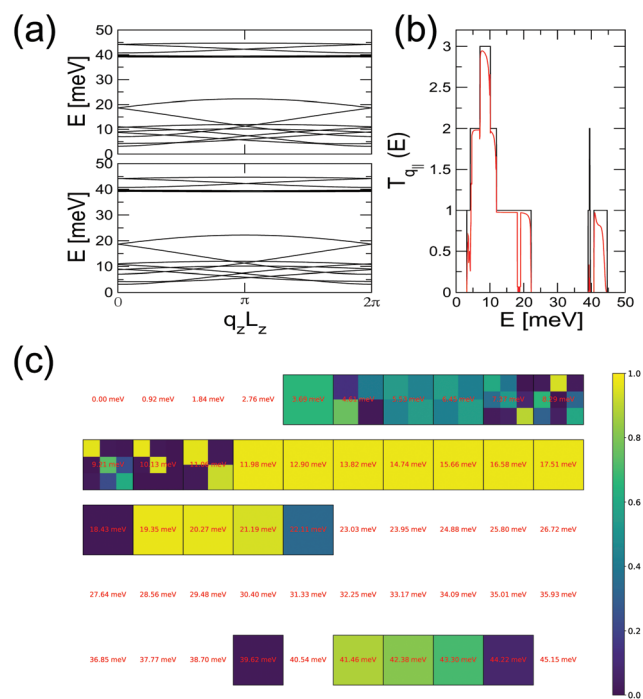 (a)
(b)
50
40
30
20
10
0
E [meV]
50
40
30
20
10
0
E [meV]
0 π 2π
q_z L_z
3
2
1
0
T_q|| (E)
0 10 20 30 40 50
E [meV]
(c)
0.00 meV 0.92 meV 1.84 meV 2.76 meV 3.69 meV 8.29 meV
9.21 meV 10.13 meV 11.98 meV 12.90 meV 13.82 meV 14.74 meV 15.66 meV 16.58 meV 17.51 meV
18.43 meV 19.35 meV 20.27 meV 21.19 meV 23.03 meV 23.95 meV 24.88 meV 25.80 meV 26.72 meV
27.64 meV 28.56 meV 29.48 meV 30.40 meV 31.33 meV 32.25 meV 33.17 meV 34.09 meV 35.01 meV 35.93 meV
36.85 meV 37.77 meV 38.70 meV 39.62 meV 40.54 meV 41.46 meV 42.38 meV 43.30 meV 44.22 meV 45.15 meV
1.0
0.8
0.6
0.4
0.2
0.0